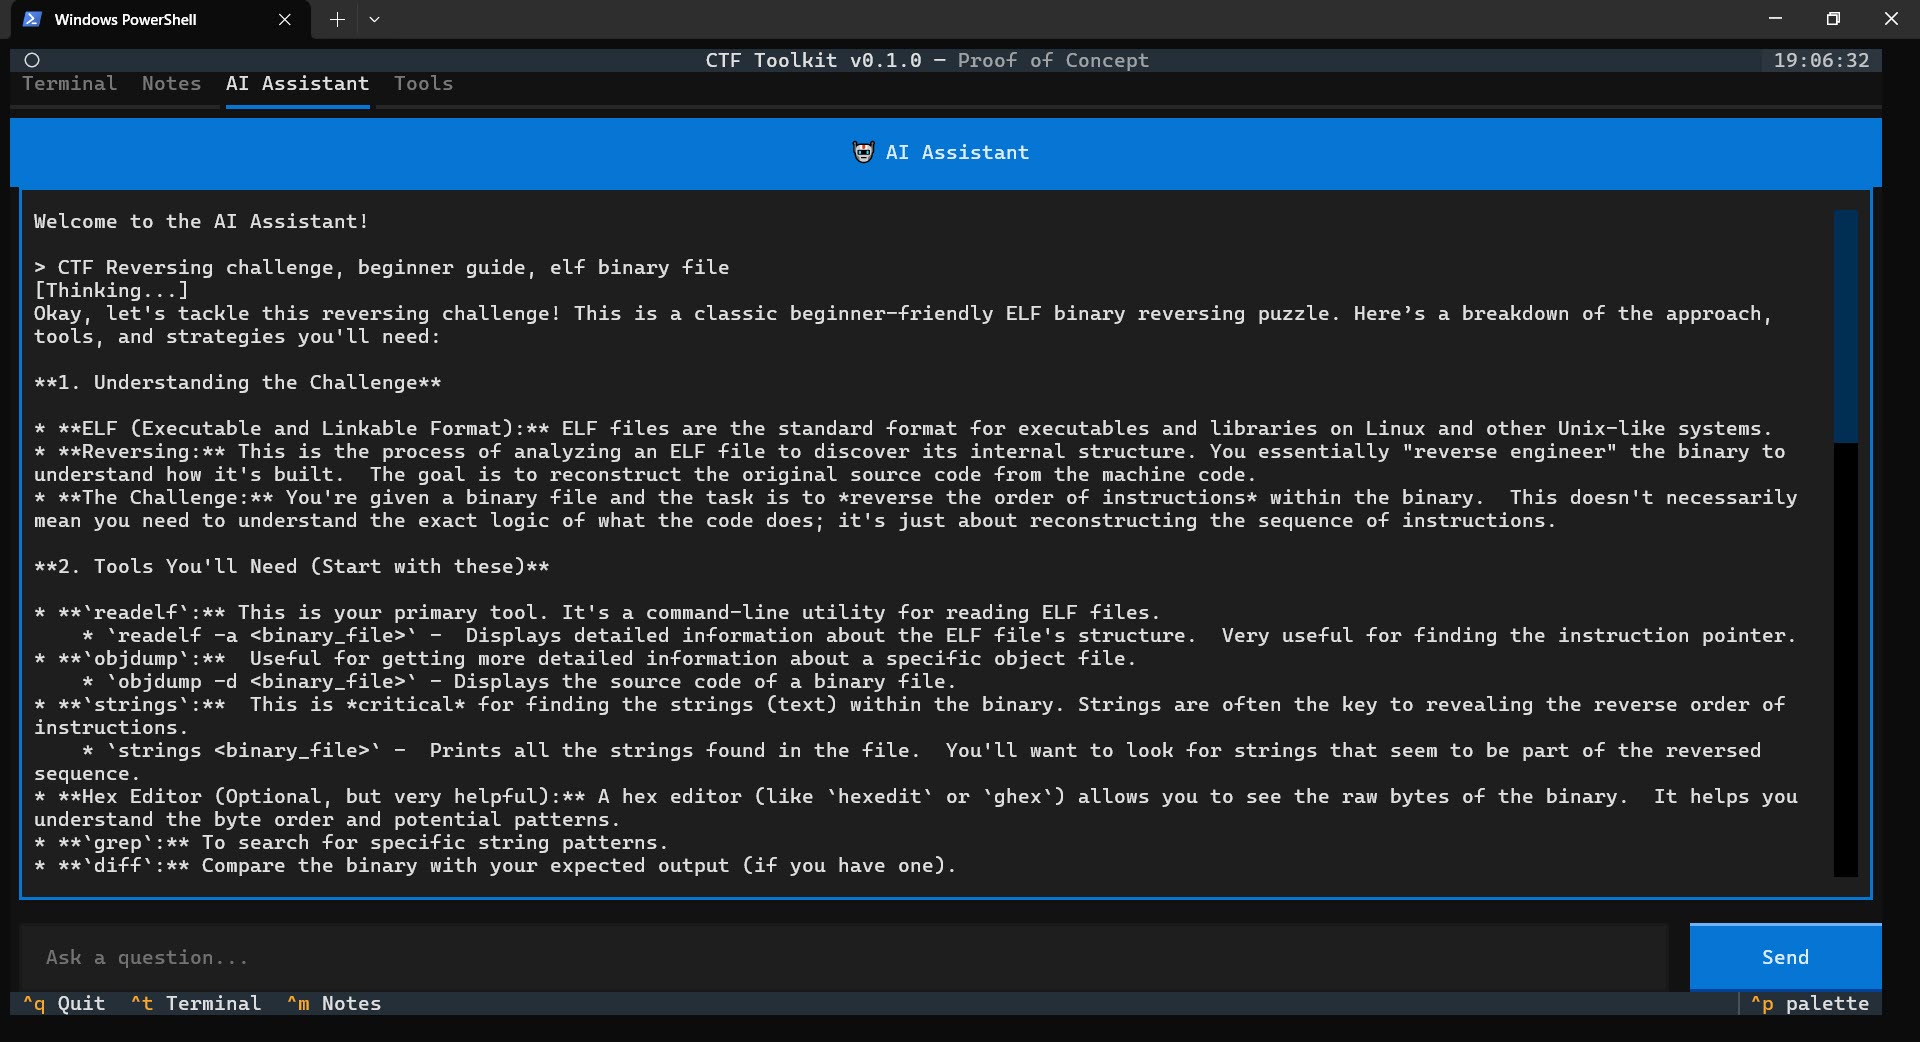 Windows PowerShell
CTF Toolkit v0.1.0 — Proof of Concept 19:06:32
Terminal Notes AI Assistant Tools
AI Assistant
Welcome to the AI Assistant!
> CTF Reversing challenge, beginner guide, elf binary file
[Thinking...]
Okay, let's tackle this reversing challenge! This is a classic beginner-friendly ELF binary reversing puzzle. Here’s a breakdown of the approach,
tools, and strategies you'll need:
**1. Understanding the Challenge**
* **ELF (Executable and Linkable Format):** ELF files are the standard format for executables and libraries on Linux and other Unix-like systems.
* **Reversing:** This is the process of analyzing an ELF file to discover its internal structure. You essentially "reverse engineer" the binary to
understand how it's built.  The goal is to reconstruct the original source code from the machine code.
* **The Challenge:** You're given a binary file and the task is to *reverse the order of instructions* within the binary.  This doesn't necessarily
mean you need to understand the exact logic of what the code does; it's just about reconstructing the sequence of instructions.
**2. Tools You'll Need (Start with these)**
* **`readelf`:** This is your primary tool. It's a command-line utility for reading ELF files.
    * `readelf -a <binary_file>` -  Displays detailed information about the ELF file's structure.  Very useful for finding the instruction pointer.
* **`objdump`:**  Useful for getting more detailed information about a specific object file.
    * `objdump -d <binary_file>` - Displays the source code of a binary file.
* **`strings`:**  This is *critical* for finding the strings (text) within the binary. Strings are often the key to revealing the reverse order of
instructions.
    * `strings <binary_file>` -  Prints all the strings found in the file.  You'll want to look for strings that seem to be part of the reversed
sequence.
* **Hex Editor (Optional, but very helpful):** A hex editor (like `hexedit` or `ghex`) allows you to see the raw bytes of the binary.  It helps you
understand the byte order and potential patterns.
* **`grep`:** To search for specific string patterns.
* **`diff`:** Compare the binary with your expected output (if you have one).
Ask a question...
Send
^q Quit ^t Terminal ^m Notes ^p palette